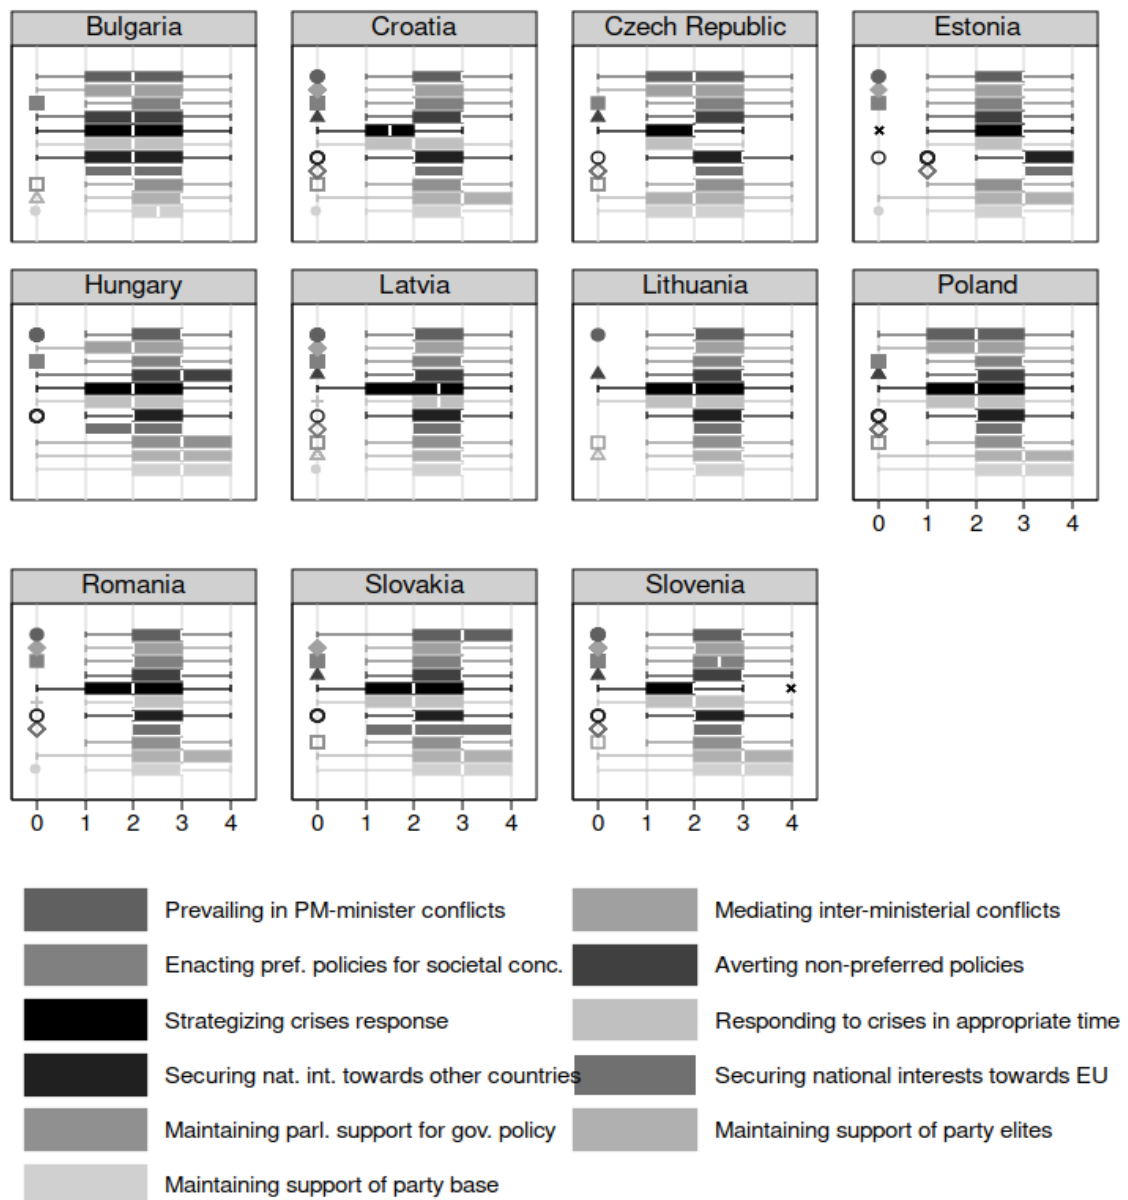 Bulgaria Croatia Czech Republic Estonia
Hungary Latvia Lithuania Poland
0 1 2 3 4
Romania Slovakia Slovenia
0 1 2 3 4 0 1 2 3 4 0 1 2 3 4
Prevailing in PM-minister conflicts Mediating inter-ministerial conflicts
Enacting pref. policies for societal conc. Averting non-preferred policies
Strategizing crises response Responding to crises in appropriate time
Securing nat. int. towards other countries Securing national interests towards EU
Maintaining parl. support for gov. policy Maintaining support of party elites
Maintaining support of party base